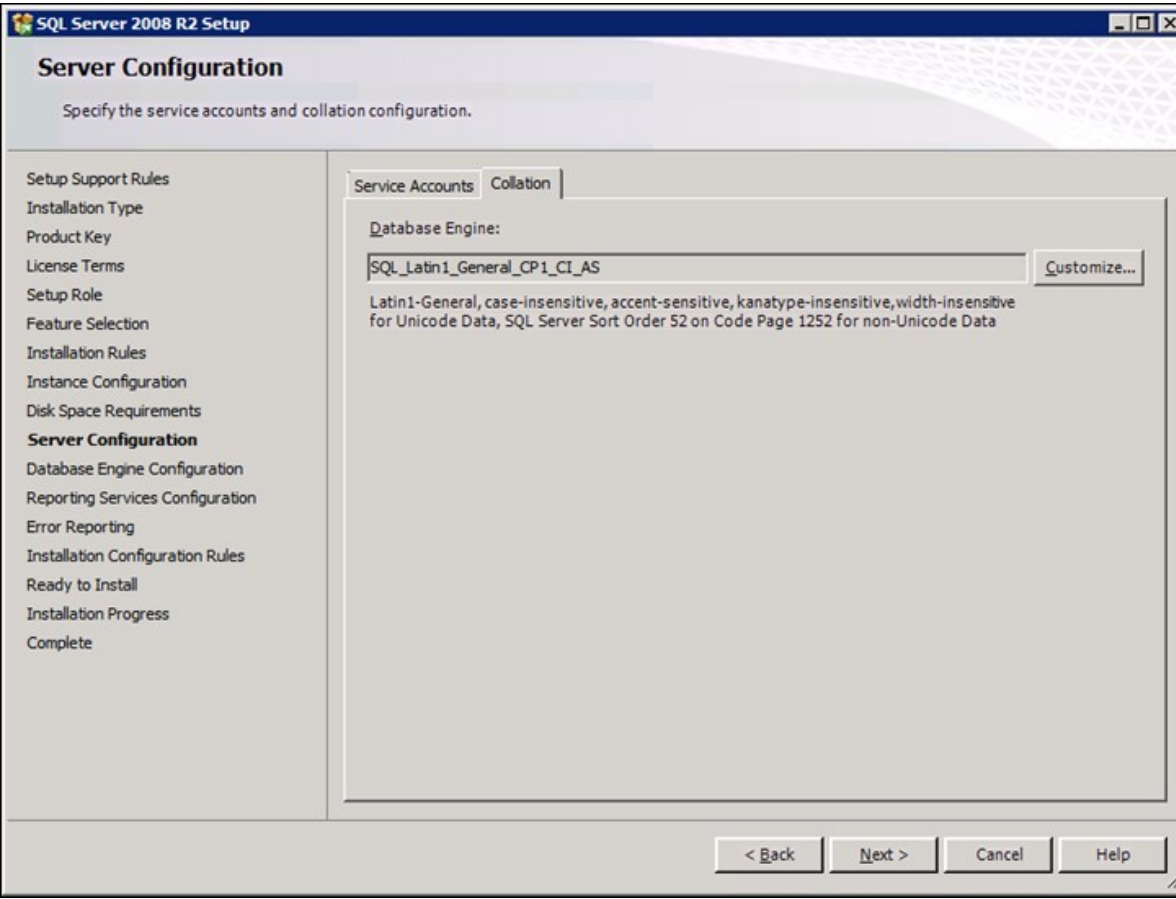 SQL Server 2008 R2 Setup
Server Configuration
Specify the service accounts and collation configuration.
Setup Support Rules
Installation Type
Product Key
License Terms
Setup Role
Feature Selection
Installation Rules
Instance Configuration
Disk Space Requirements
Server Configuration
Database Engine Configuration
Reporting Services Configuration
Error Reporting
Installation Configuration Rules
Ready to Install
Installation Progress
Complete
Service Accounts Collation
Database Engine:
SQL_Latin1_General_CP1_CI_AS Customize...
Latin1-General, case-insensitive, accent-sensitive, kanatype-insensitive, width-insensitive
for Unicode Data, SQL Server Sort Order 52 on Code Page 1252 for non-Unicode Data
< Back Next > Cancel Help